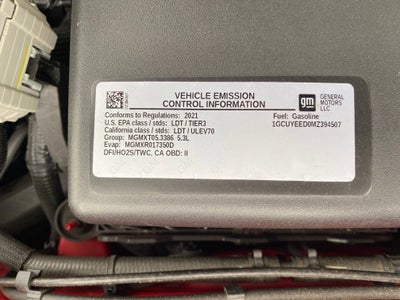 VEHICLE EMISSION
CONTROL INFORMATION
gm
GENERAL
MOTORS
LLC
Conforms to Regulations: 2021
Fuel: Gasoline
U.S. EPA class / stds: LDT / TIER3
1GCUYEED0MZ394507
California class / stds: LDT / ULEV70
Group: MGMXT05.3386 5.3L
Evap: MGMXR017350D
DFI/HO2S/TWC, CA OBD: II